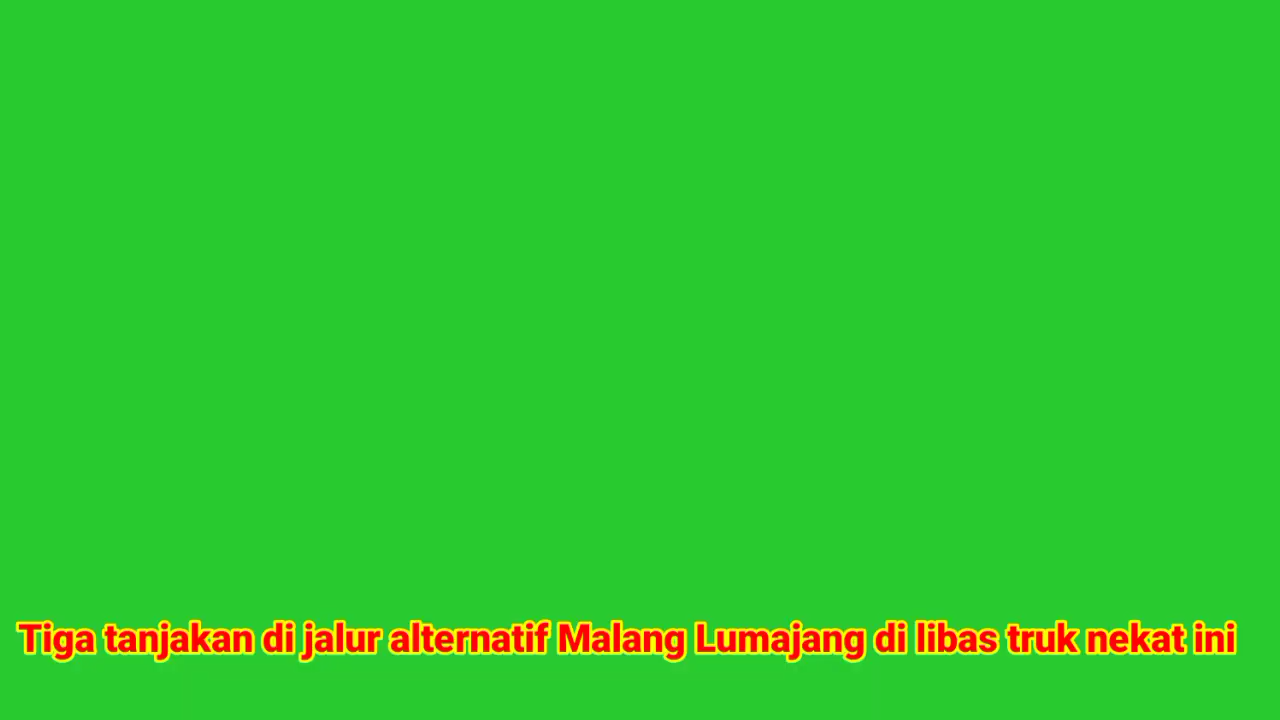 Tiga tanjakan di jalur alternatif Malang Lumajang di libas truk nekat ini